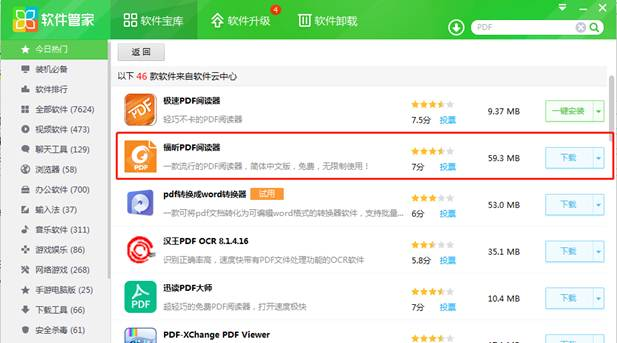 软件管家
软件宝库
软件升级
4
软件卸载
PDF
今日热门
装机必备
软件排行
全部软件 (7624)
视频软件 (473)
聊天工具 (129)
浏览器 (58)
办公软件 (700)
输入法 (37)
音乐软件 (311)
游戏娱乐 (86)
网络游戏 (268)
手游电脑版 (25)
下载工具 (66)
安全杀毒 (61)
返 回
以下 46 款软件来自软件云中心
极速PDF阅读器
轻巧不卡的PDF阅读器
7.5分 投票
9.37 MB
一键安装
福昕PDF阅读器
一款流行的PDF阅读器，简体中文版，免费，无限制使用！
7分 投票
59.3 MB
下载
pdf转换成word转换器 试用
一款可将pdf文档转化为可编辑word格式的转换器软件，支持批量...
6分 投票
53.0 MB
下载
汉王PDF OCR 8.1.4.16
识别正确率高，速度快带有PDF文件处理功能的OCR软件
5.8分 投票
35.1 MB
下载
迅读PDF大师
超轻巧的免费PDF阅读器，打开速度极快
7分 投票
10.4 MB
下载
PDF-XChange PDF Viewer